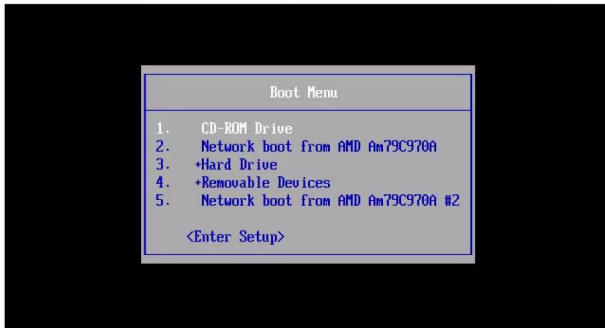 Boot Menu
1. CD-ROM Drive
2. Network boot from AMD Am79C970A
3. +Hard Drive
4. +Removable Devices
5. Network boot from AMD Am79C970A #2
<Enter Setup>